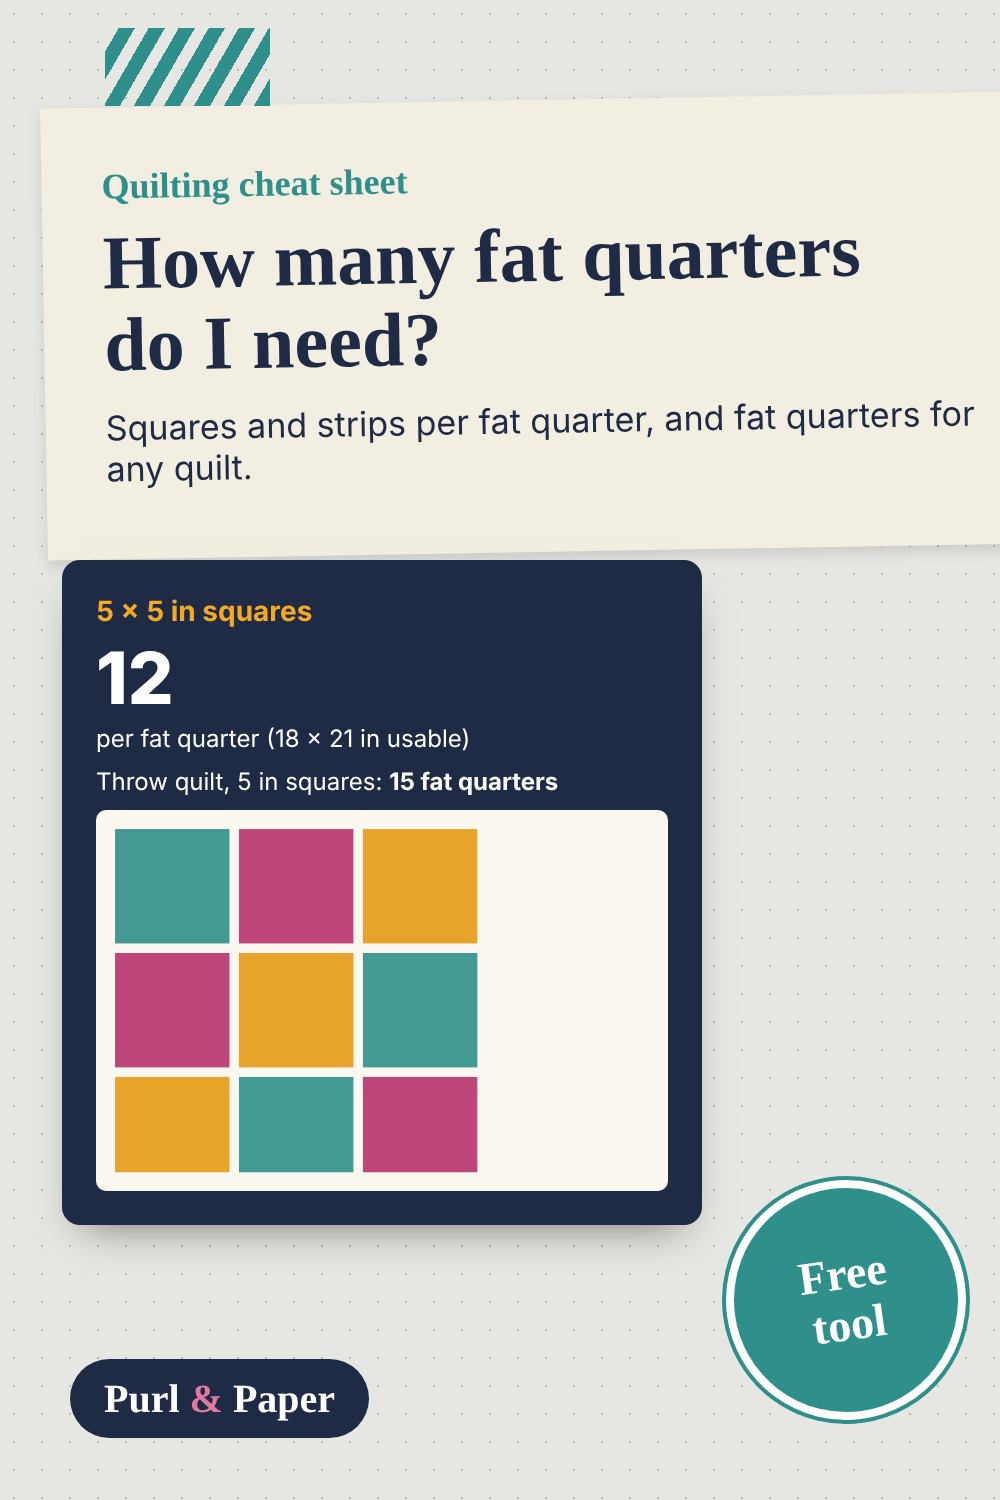 Quilting cheat sheet
How many fat quarters
do I need?
Squares and strips per fat quarter, and fat quarters for
any quilt.
5 × 5 in squares
12
per fat quarter (18 × 21 in usable)
Throw quilt, 5 in squares: 15 fat quarters
Free
tool
Purl & Paper